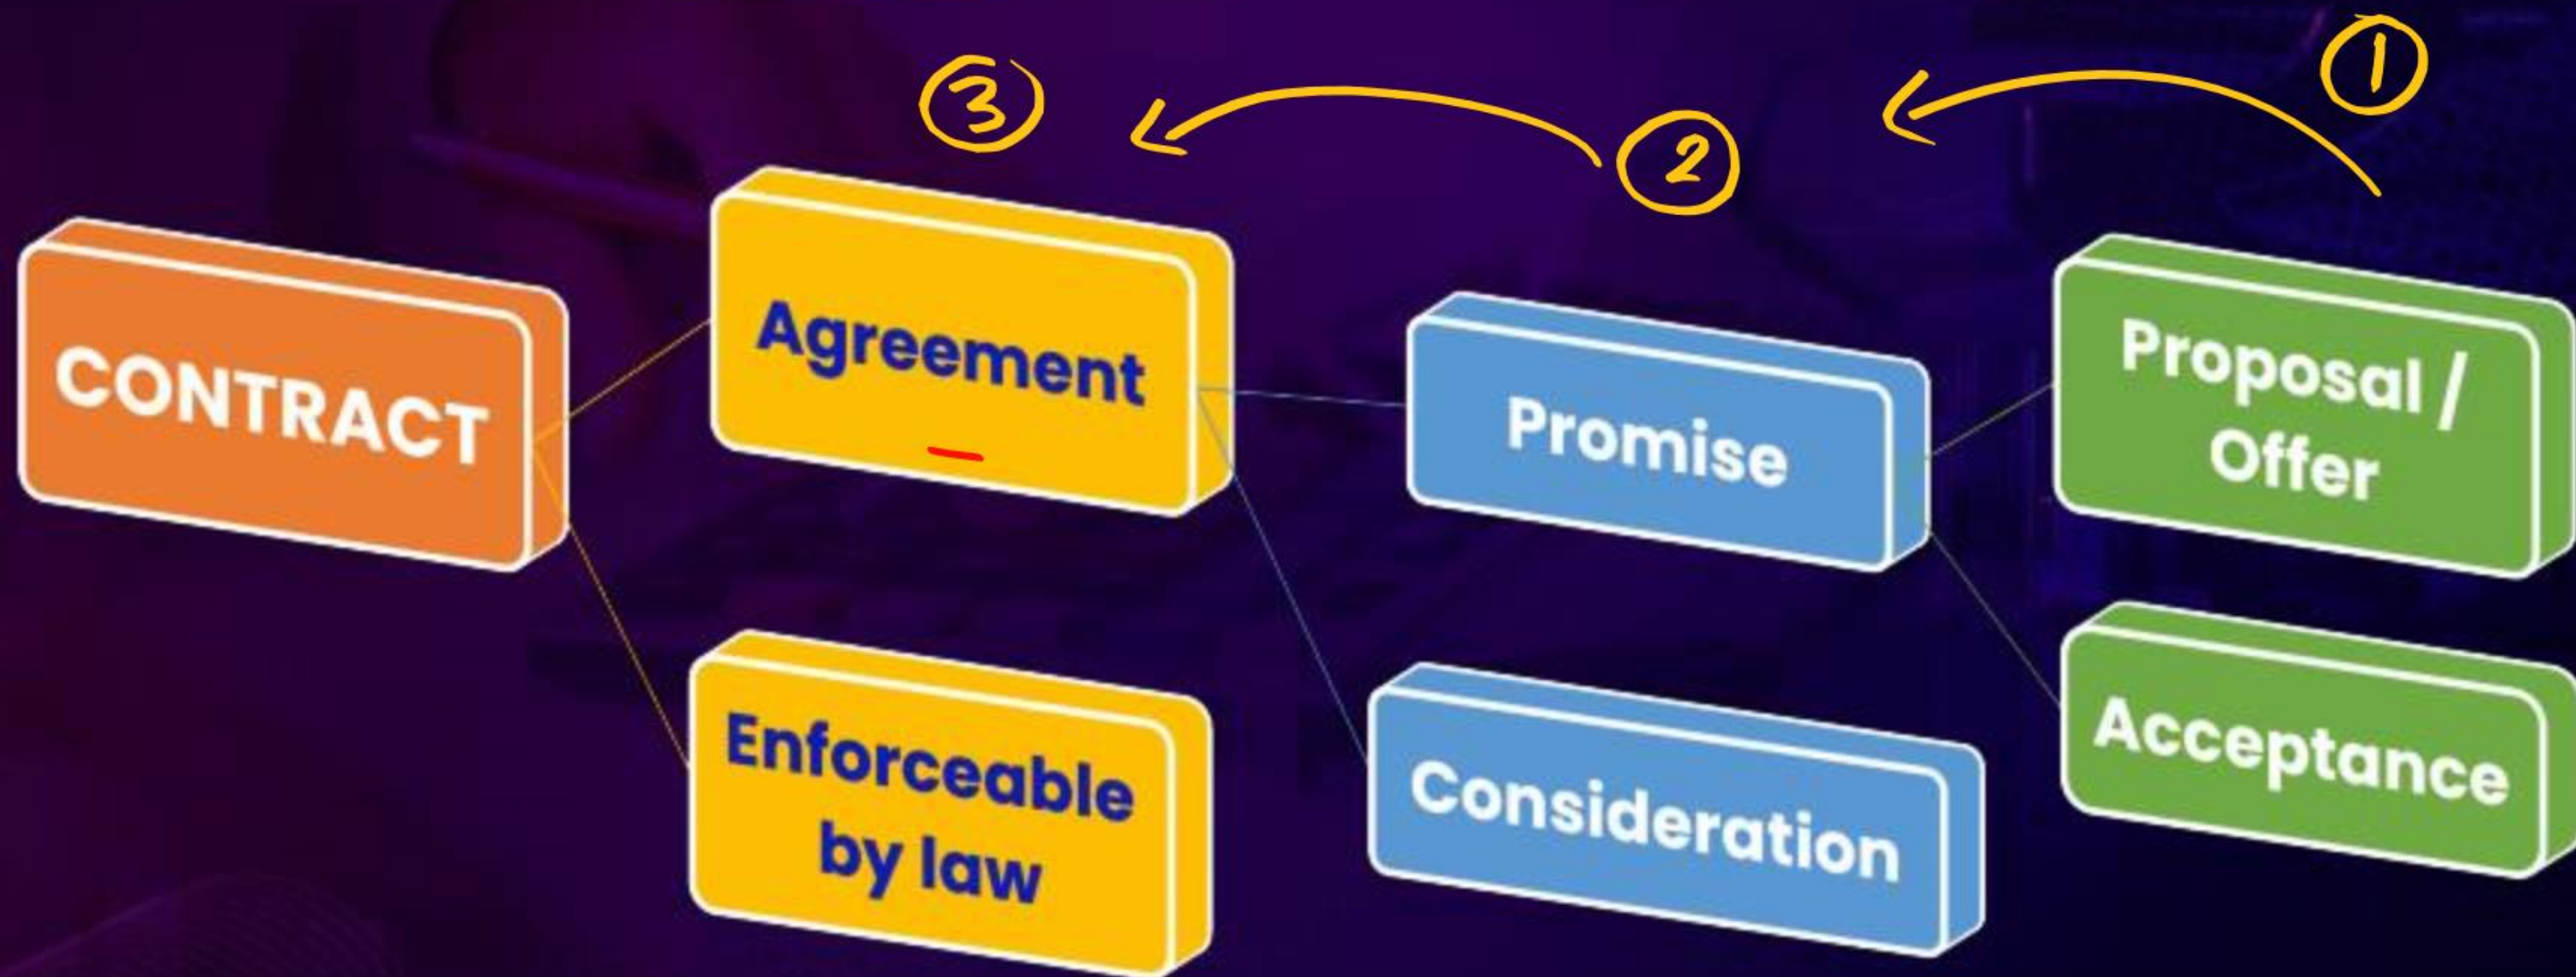 ③
②
①
CONTRACT
Agreement
Enforceable
by law
Promise
Consideration
Proposal /
Offer
Acceptance